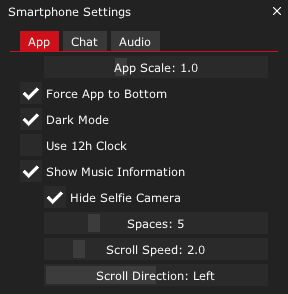 Smartphone Settings
App Chat Audio
App Scale: 1.0
Force App to Bottom
Dark Mode
Use 12h Clock
Show Music Information
Hide Selfie Camera
Spaces: 5
Scroll Speed: 2.0
Scroll Direction: Left